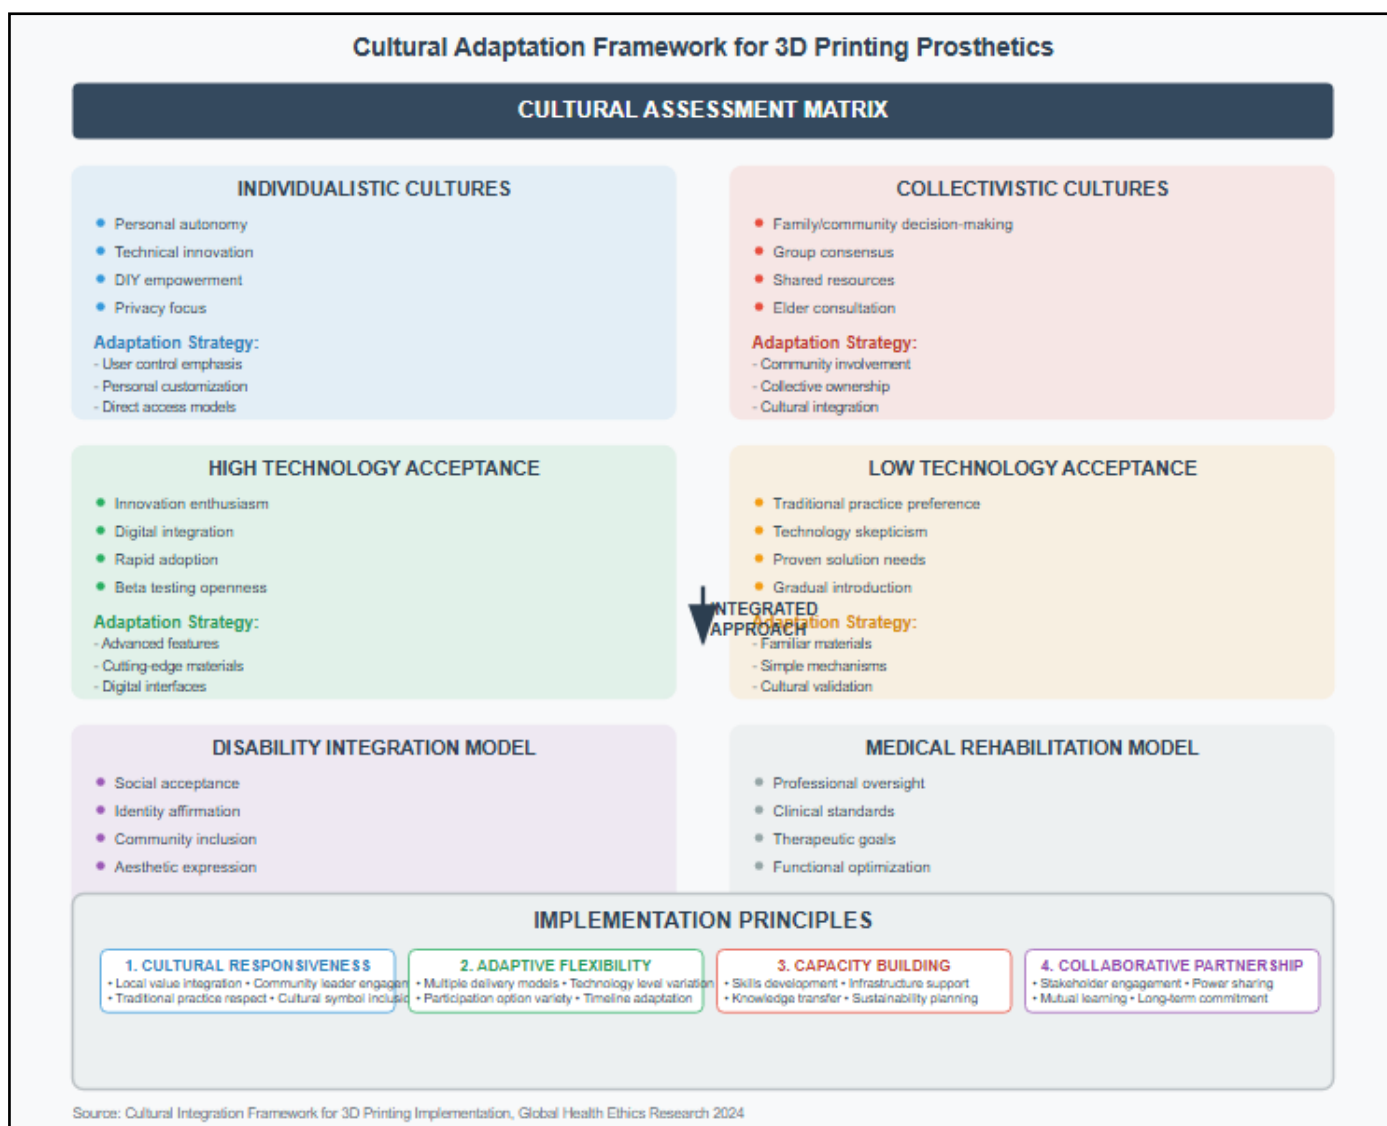 Cultural Adaptation Framework for 3D Printing Prosthetics
CULTURAL ASSESSMENT MATRIX
INDIVIDUALISTIC CULTURES
• Personal autonomy
• Technical innovation
• DIY empowerment
• Privacy focus
Adaptation Strategy:
- User control emphasis
- Personal customization
- Direct access models
COLLECTIVISTIC CULTURES
• Family/community decision-making
• Group consensus
• Shared resources
• Elder consultation
Adaptation Strategy:
- Community involvement
- Collective ownership
- Cultural integration
HIGH TECHNOLOGY ACCEPTANCE
• Innovation enthusiasm
• Digital integration
• Rapid adoption
• Beta testing openness
Adaptation Strategy:
- Advanced features
- Cutting-edge materials
- Digital interfaces
LOW TECHNOLOGY ACCEPTANCE
• Traditional practice preference
• Technology skepticism
• Proven solution needs
• Gradual introduction
Adaptation Strategy:
- Familiar materials
- Simple mechanisms
- Cultural validation
INTEGRATED
APPROACH
DISABILITY INTEGRATION MODEL
• Social acceptance
• Identity affirmation
• Community inclusion
• Aesthetic expression
MEDICAL REHABILITATION MODEL
• Professional oversight
• Clinical standards
• Therapeutic goals
• Functional optimization
IMPLEMENTATION PRINCIPLES
1. CULTURAL RESPONSIVENESS
• Local value integration • Community leader
• Traditional practice respect • Cultural symbol
2. ADAPTIVE FLEXIBILITY
• Multiple delivery models • Technology level variation
• Participation option variety • Timeline adaptation
3. CAPACITY BUILDING
• Skills development • Infrastructure support
• Knowledge transfer • Sustainability planning
4. COLLABORATIVE PARTNERSHIP
• Stakeholder engagement • Power sharing
• Mutual learning • Long-term commitment
Source: Cultural Integration Framework for 3D Printing Implementation, Global Health Ethics Research 2024